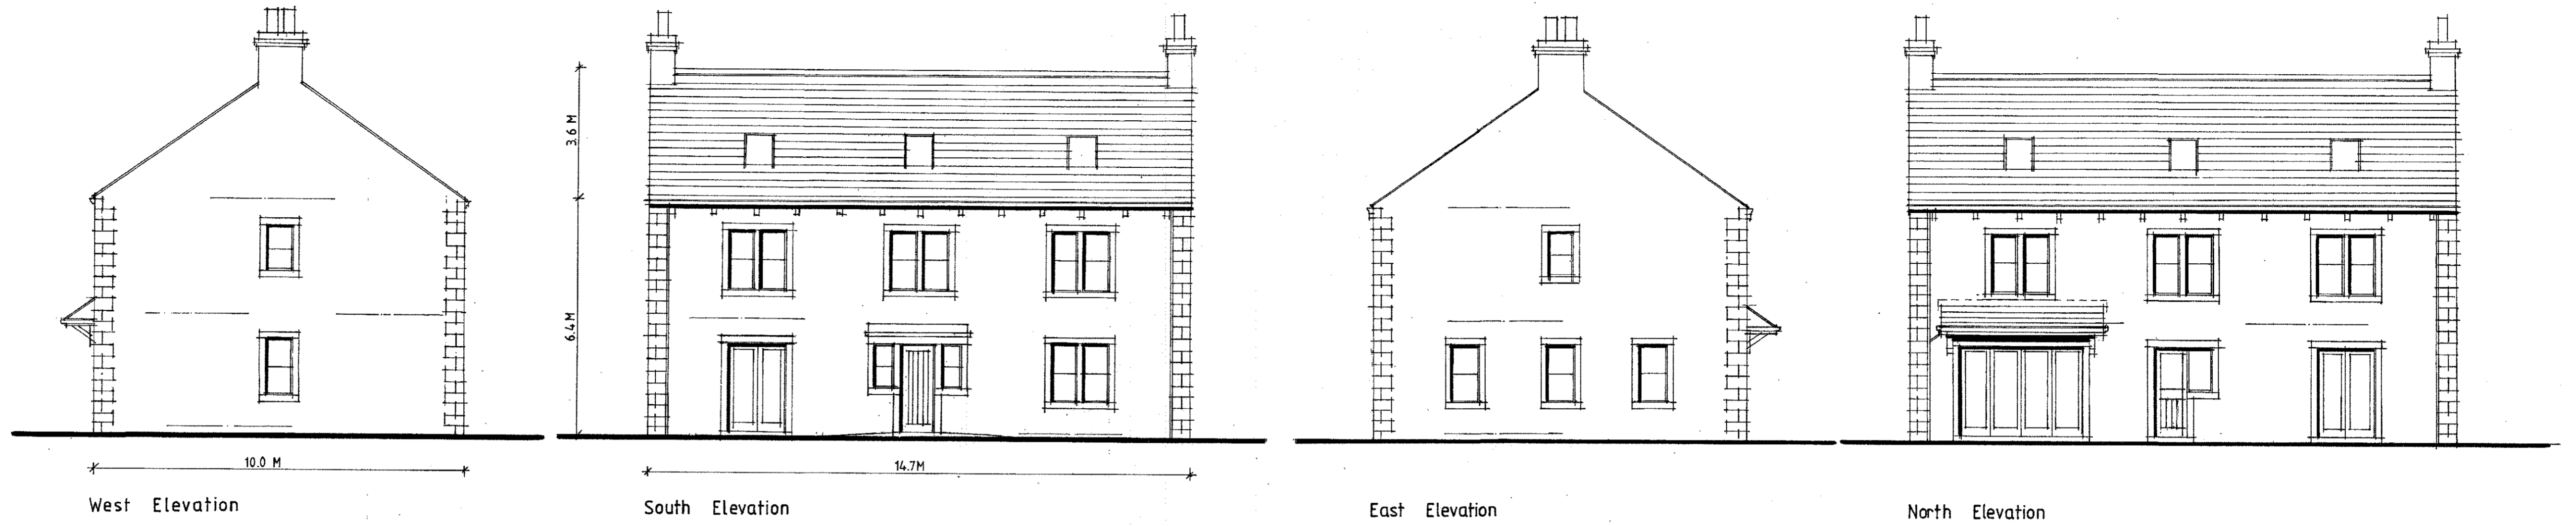 3.6 M
6.4 M
10.0 M
14.7M
West Elevation
South Elevation
East Elevation
North Elevation